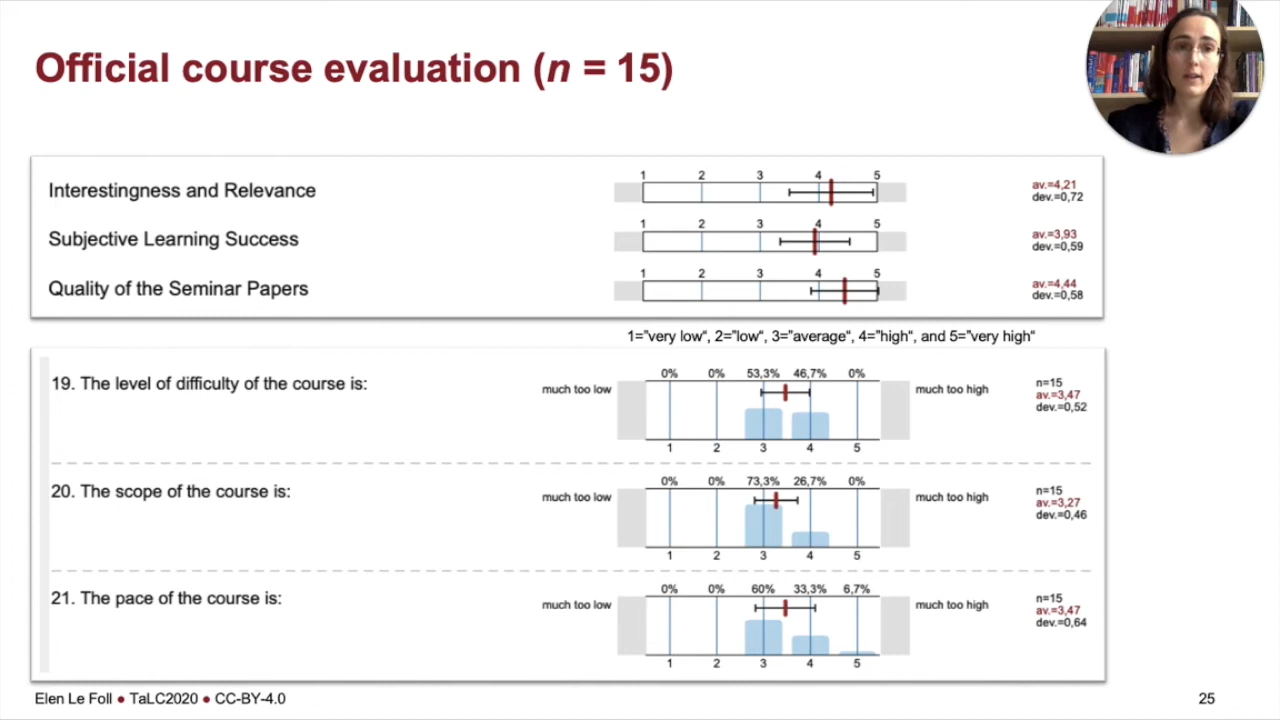 Official course evaluation (n = 15)
Interestingness and Relevance
1 2 3 4 5
av.=4,21
dev.=0,72
Subjective Learning Success
1 2 3 4 5
av.=3,93
dev.=0,59
Quality of the Seminar Papers
1 2 3 4 5
av.=4,44
dev.=0,58
1="very low“, 2="low“, 3="average“, 4="high“, and 5="very high“
19. The level of difficulty of the course is:
much too low
0% 0% 53,3% 46,7% 0%
1 2 3 4 5
much too high
n=15
av.=3,47
dev.=0,52
20. The scope of the course is:
much too low
0% 0% 73,3% 26,7% 0%
1 2 3 4 5
much too high
n=15
av.=3,27
dev.=0,46
21. The pace of the course is:
much too low
0% 0% 60% 33,3% 6,7%
1 2 3 4 5
much too high
n=15
av.=3,47
dev.=0,64
Elen Le Foll • TaLC2020 • CC-BY-4.0
25